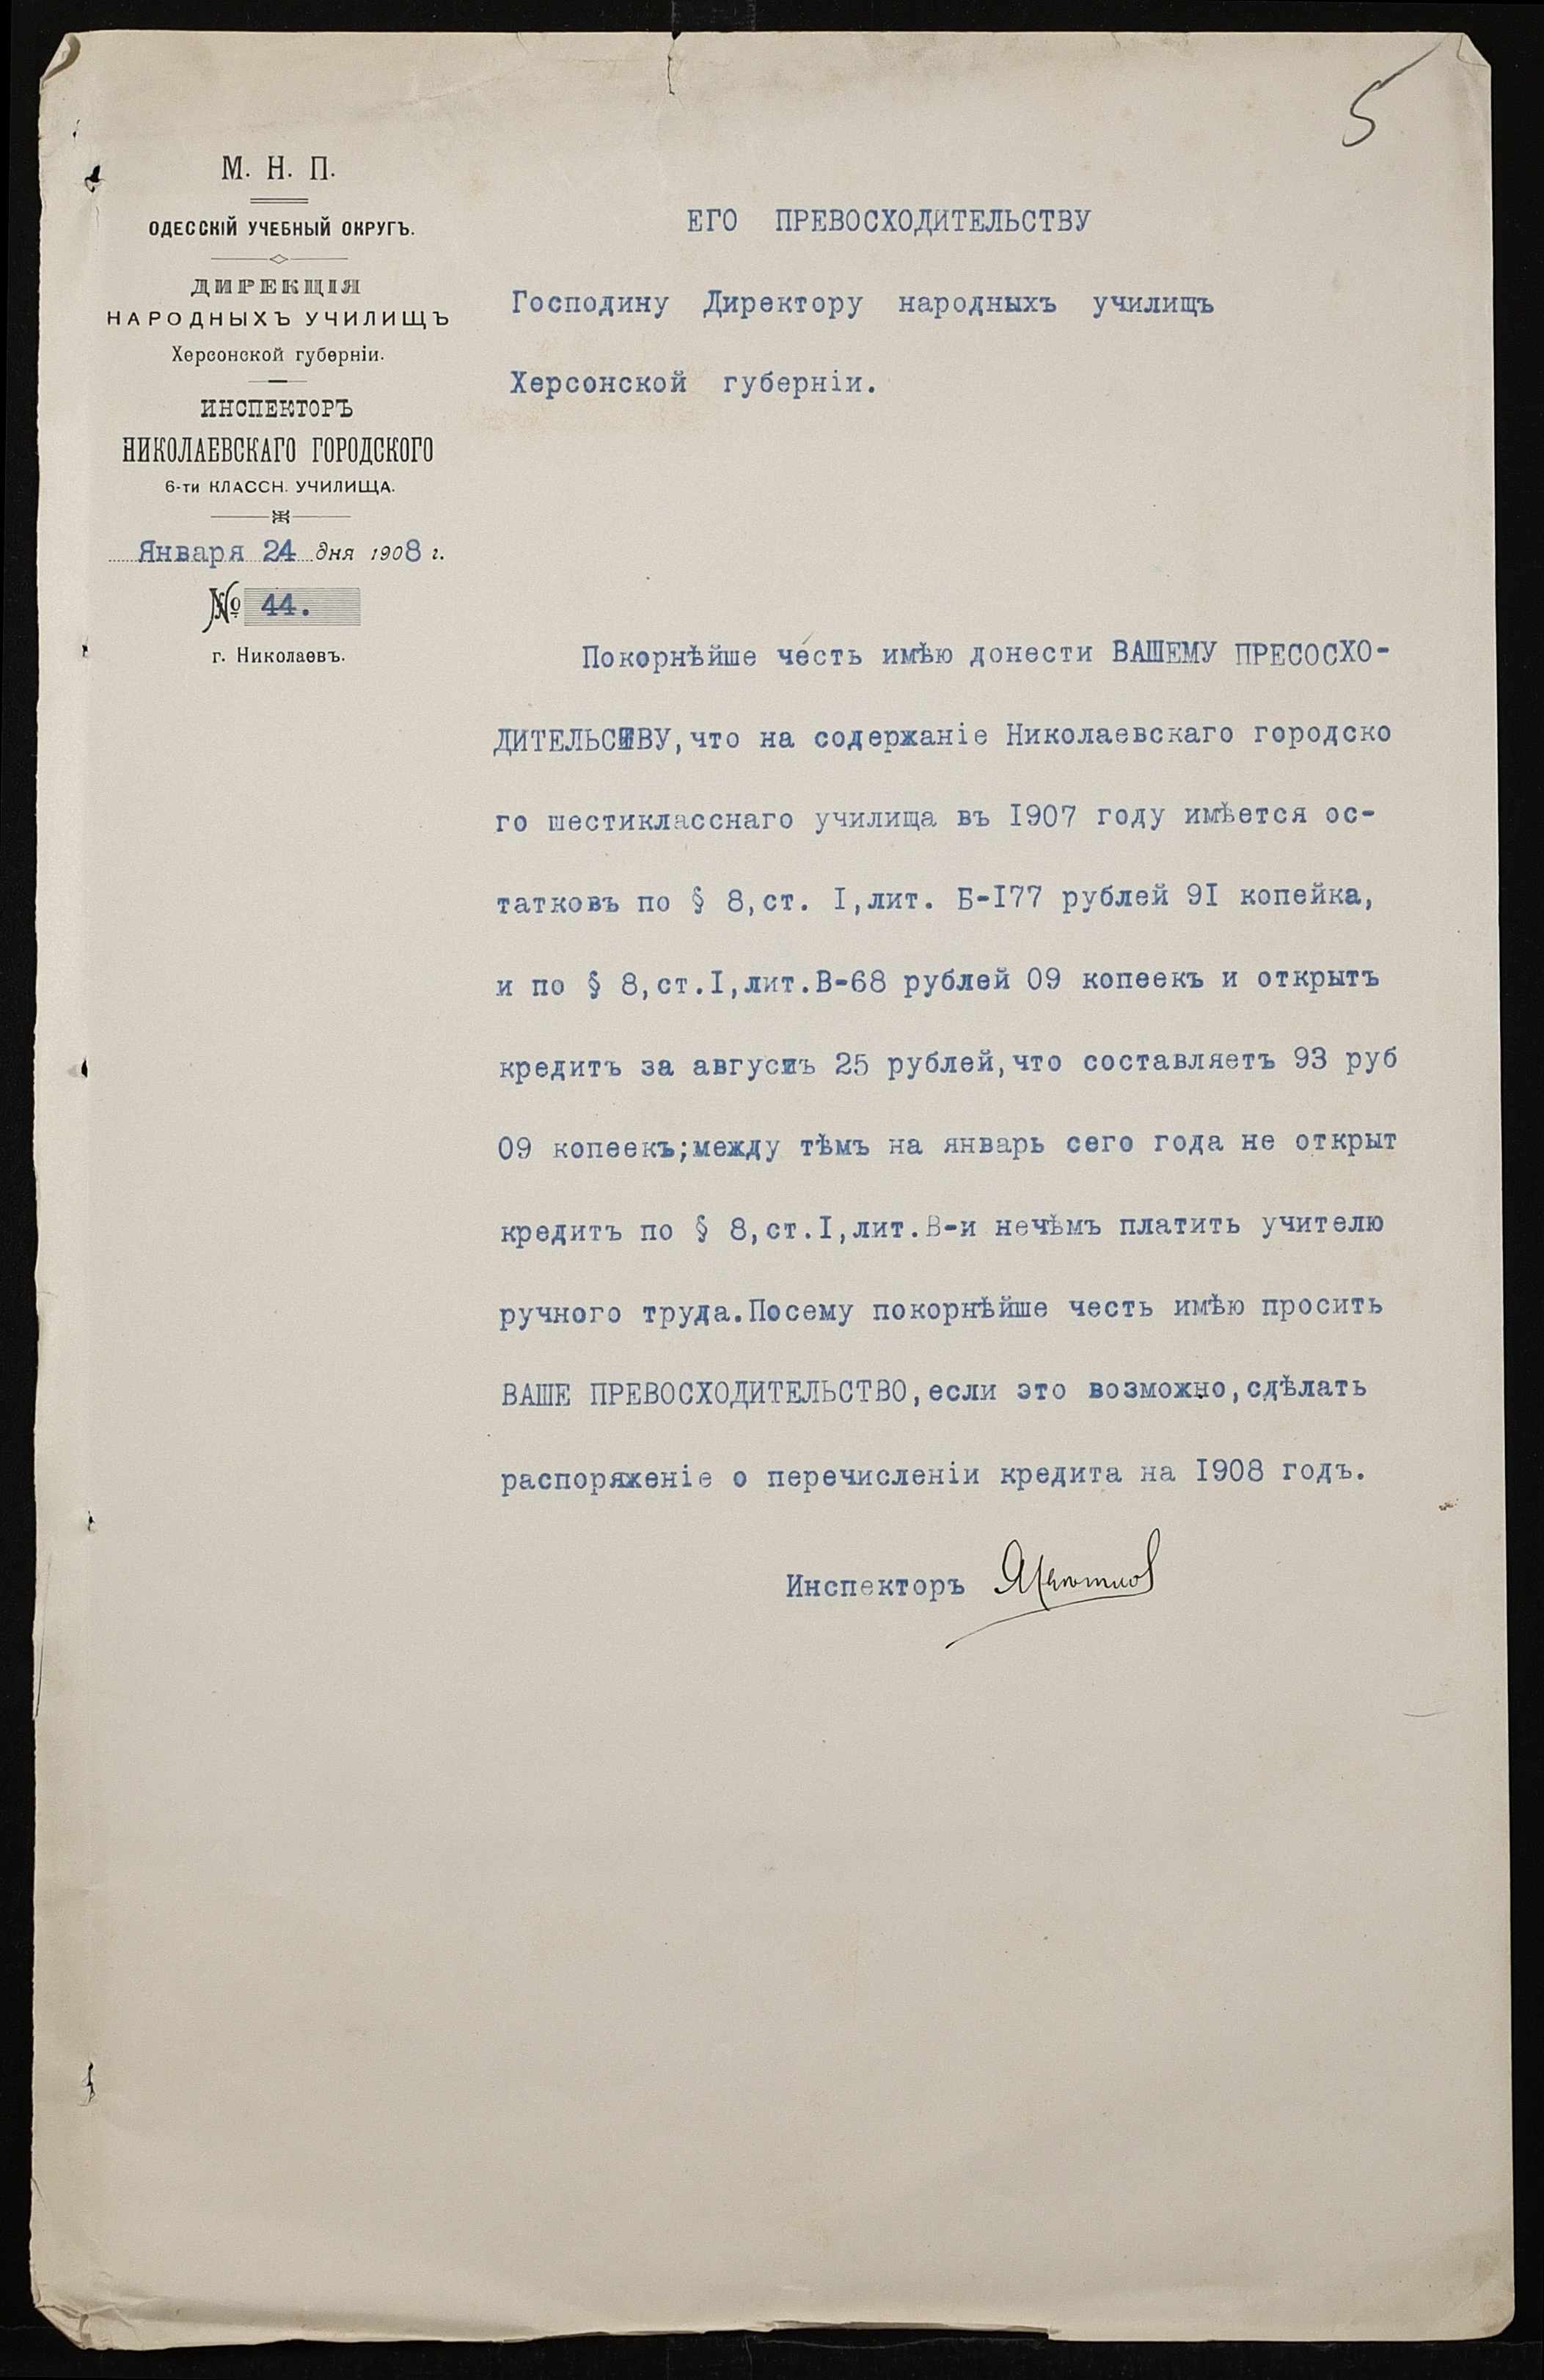 5
М. Н. П.
ОДЕССКІЙ УЧЕБНЫЙ ОКРУГЪ.
ДИРЕКЦІЯ
НАРОДНЫХЪ УЧИЛИЩЪ
Херсонской губерніи.
ИНСПЕКТОРЪ
НИКОЛАЕВСКАГО ГОРОДСКОГО
6-ти КЛАССН. УЧИЛИЩА.
Января 24 дня 1908 г.
№ 44.
г. Николаевъ.
ЕГО ПРЕВОСХОДИТЕЛЬСТВУ
Господину Директору народныхъ училищъ
Херсонской губерніи.
Покорнѣйше честь имѣю донести ВАШЕМУ ПРЕСОСХО-
ДИТЕЛЬСТВУ,что на содержаніе Николаевскаго городско
го шестикласснаго училища въ I907 году имѣется ос-
татковъ по § 8,ст. I,лит. Б-I77 рублей 9I копейка,
и по § 8,ст.I,лит.В-68 рублей 09 копеекъ и открытъ
кредитъ за августъ 25 рублей,что составляетъ 93 руб
09 копеекъ;между тѣмъ на январь сего года не открыт
кредитъ по § 8,ст.I,лит.В-и нечѣмъ платить учителю
ручного труда.Посему покорнѣйше честь имѣю просить
ВАШЕ ПРЕВОСХОДИТЕЛЬСТВО,если это возможно,сдѣлать
распоряженіе о перечисленіи кредита на I908 годъ.
Инспекторъ